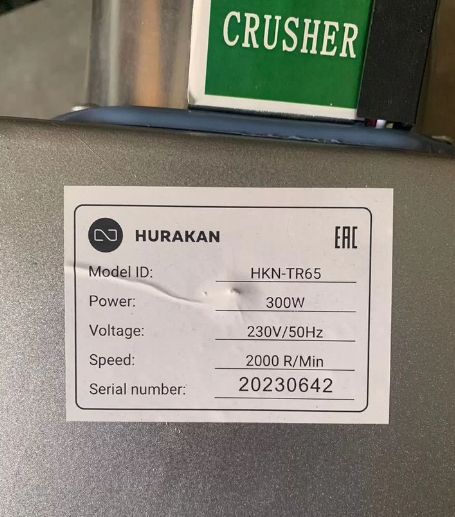 CRUSHER
HURAKAN EAC
Model ID: HKN-TR65
Power: 300W
Voltage: 230V/50Hz
Speed: 2000 R/Min
Serial number: 20230642